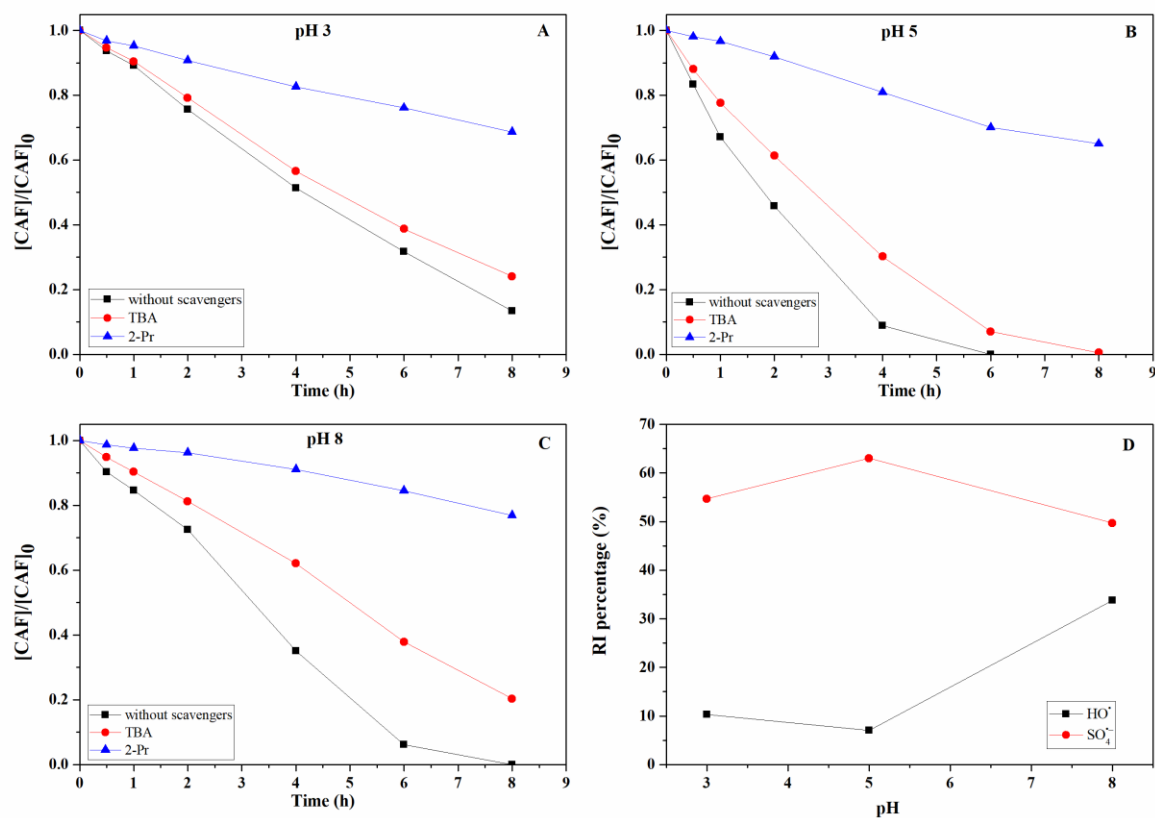 pH 3
A
[CAF]/[CAF]0
1.0
0.8
0.6
0.4
0.2
0.0
without scavengers
TBA
2-Pr
0 1 2 3 4 5 6 7 8 9
Time (h)
pH 5
B
[CAF]/[CAF]0
1.0
0.8
0.6
0.4
0.2
0.0
without scavengers
TBA
2-Pr
0 1 2 3 4 5 6 7 8 9
Time (h)
pH 8
C
[CAF]/[CAF]0
1.0
0.8
0.6
0.4
0.2
0.0
without scavengers
TBA
2-Pr
0 1 2 3 4 5 6 7 8 9
Time (h)
D
RI percentage (%)
70
60
50
40
30
20
10
0
HO•
SO4•−
3 4 5 6 7 8
pH